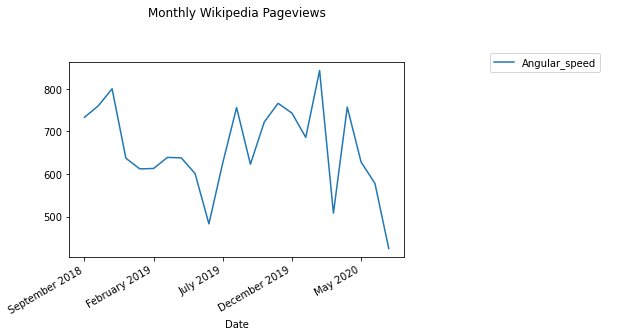 Monthly Wikipedia Pageviews
Angular_speed
800
700
600
500
September 2018
February 2019
July 2019
December 2019
May 2020
Date